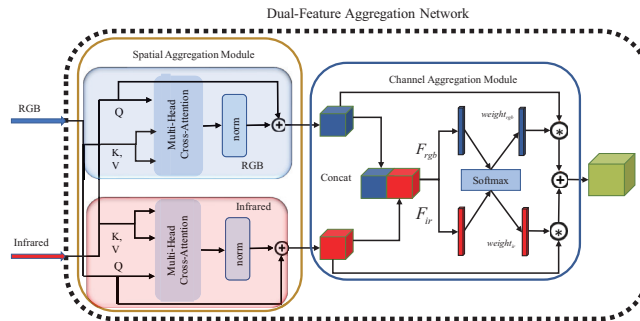 Dual-Feature Aggregation Network
Spatial Aggregation Module
Channel Aggregation Module
RGB
Q
Multi-Head
Cross-Attention
norm
K,
V
RGB
Concat
F_rgb
weight_rgb
Softmax
Infrared
Infrared
K,
V
Q
Multi-Head
Cross-Attention
norm
F_ir
weight_ir